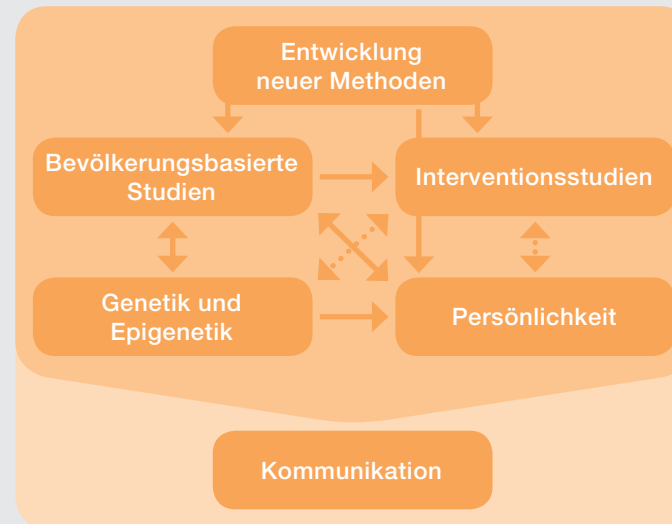 Entwicklung
neuer Methoden
Bevölkerungsbasierte
Studien
Interventionsstudien
Genetik und
Epigenetik
Persönlichkeit
Kommunikation